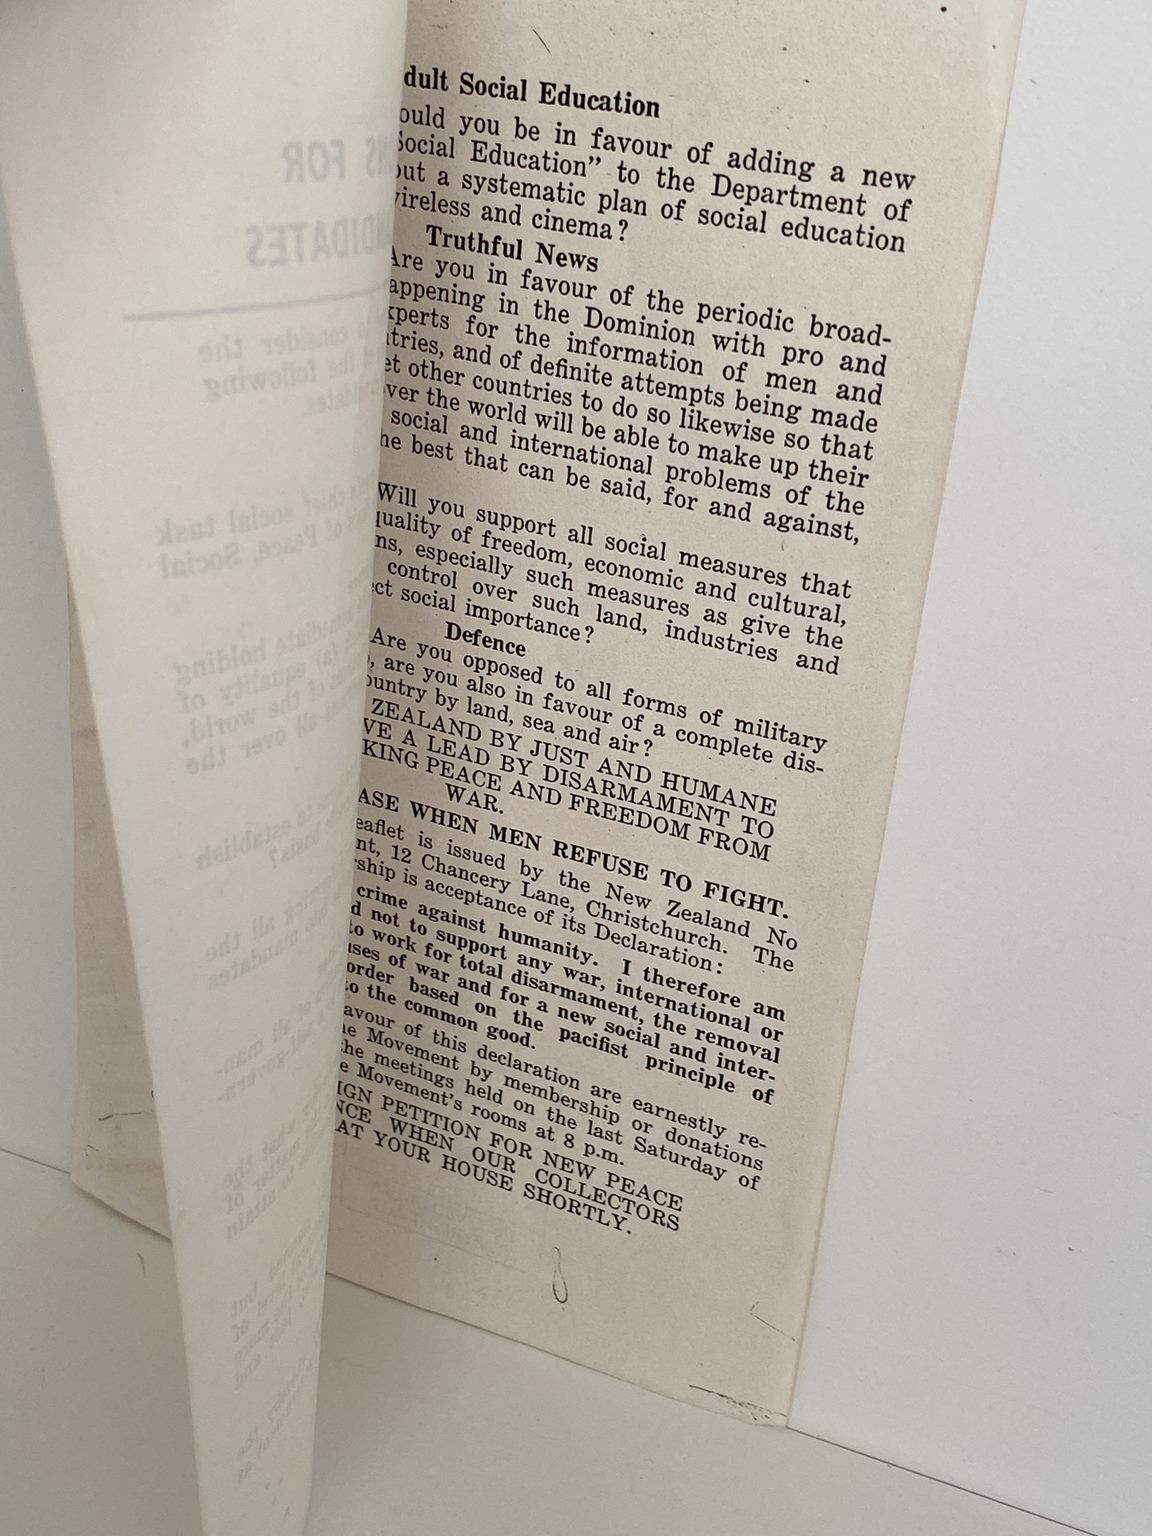 dult Social Education
ould you be in favour of adding a new
Social Education" to the Department of
out a systematic plan of social education
wireless and cinema?
Truthful News
Are you in favour of the periodic broad-
appening in the Dominion with pro and
xperts for the information of men and
tries, and of definite attempts being made
et other countries to do so likewise so that
ver the world will be able to make up their
social and international problems of the
he best that can be said, for and against,
Will you support all social measures that
quality of freedom, economic and cultural,
ns, especially such measures as give the
control over such land, industries and
ect social importance?
Defence
Are you opposed to all forms of military
, are you also in favour of a complete dis-
ountry by land, sea and air?
ZEALAND BY JUST AND HUMANE
VE A LEAD BY DISARMAMENT TO
KING PEACE AND FREEDOM FROM
WAR.
ASE WHEN MEN REFUSE TO FIGHT.
eaflet is issued by the New Zealand No
nt, 12 Chancery Lane, Christchurch. The
rship is acceptance of its Declaration:
crime against humanity. I therefore am
d not to support any war, international or
to work for total disarmament, the removal
uses of war and for a new social and inter-
order based on the pacifist principle of
to the common good.
avour of this declaration are earnestly re-
he Movement by membership or donations
the meetings held on the last Saturday of
e Movement's rooms at 8 p.m.
IGN PETITION FOR NEW PEACE
NCE WHEN OUR COLLECTORS
AT YOUR HOUSE SHORTLY.